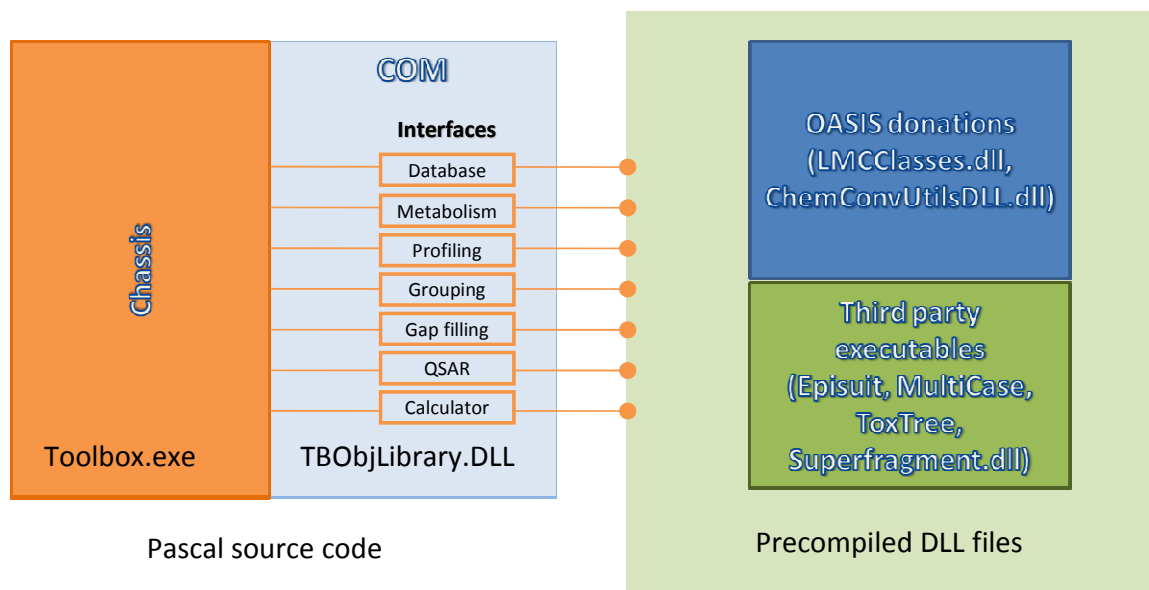 Chassis
Toolbox.exe
COM
Interfaces
Database
Metabolism
Profiling
Grouping
Gap filling
QSAR
Calculator
TBObjLibrary.DLL
Pascal source code
OASIS donations
(LMCClasses.dll,
ChemConvUtilsDLL.dll)
Third party
executables
(Episuit, MultiCase,
ToxTree,
Superfragment.dll)
Precompiled DLL files